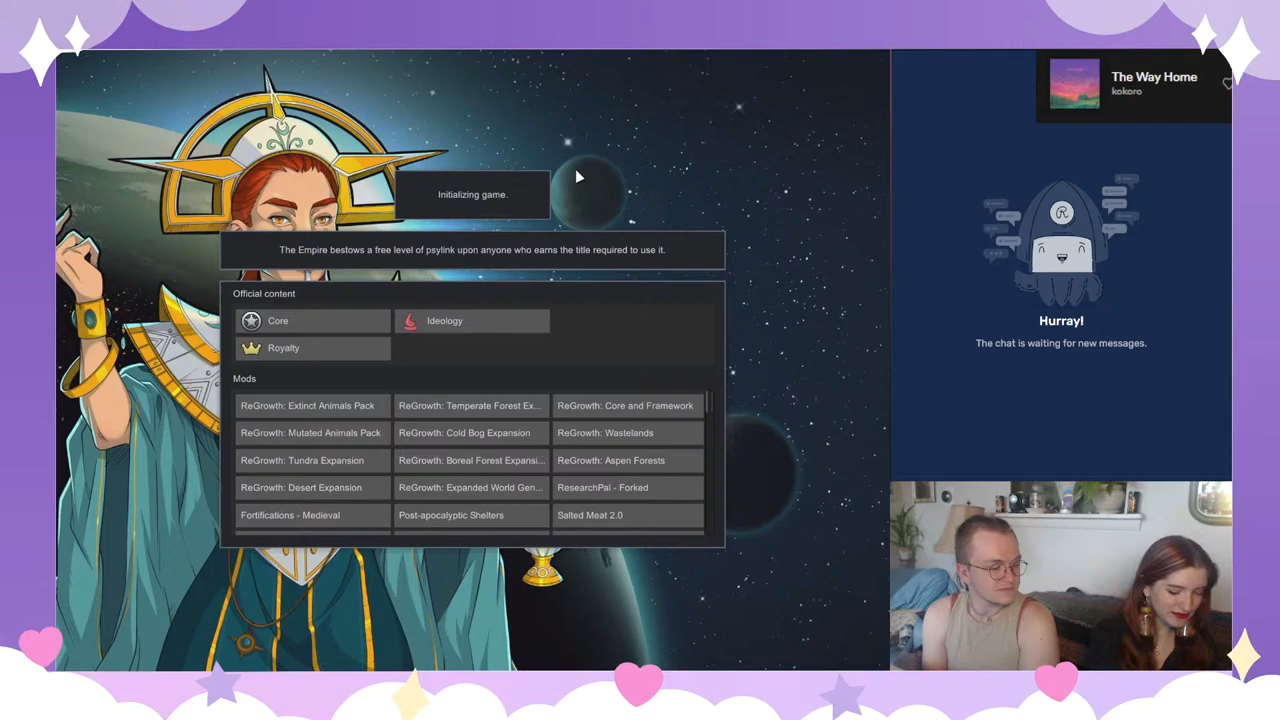 The Way Home
kokoro
Initializing game.
The Empire bestows a free level of psylink upon anyone who earns the title required to use it.
Official content
Core
Ideology
Royalty
Mods
ReGrowth: Extinct Animals Pack
ReGrowth: Temperate Forest Ex...
ReGrowth: Core and Framework
ReGrowth: Mutated Animals Pack
ReGrowth: Cold Bog Expansion
ReGrowth: Wastelands
ReGrowth: Tundra Expansion
ReGrowth: Boreal Forest Expansi...
ReGrowth: Aspen Forests
ReGrowth: Desert Expansion
ReGrowth: Expanded World Gen...
ResearchPal - Forked
Fortifications - Medieval
Post-apocalyptic Shelters
Salted Meat 2.0
R
Hurray!
The chat is waiting for new messages.